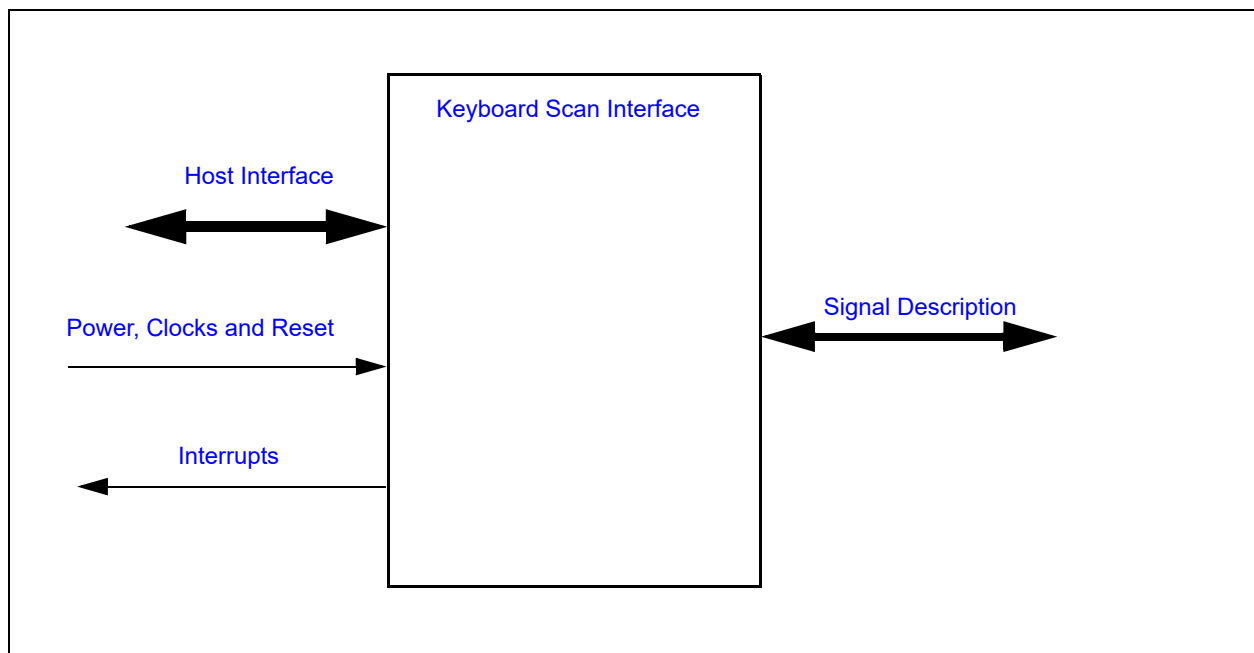 Keyboard Scan Interface
Host Interface
Signal Description
Power, Clocks and Reset
Interrupts